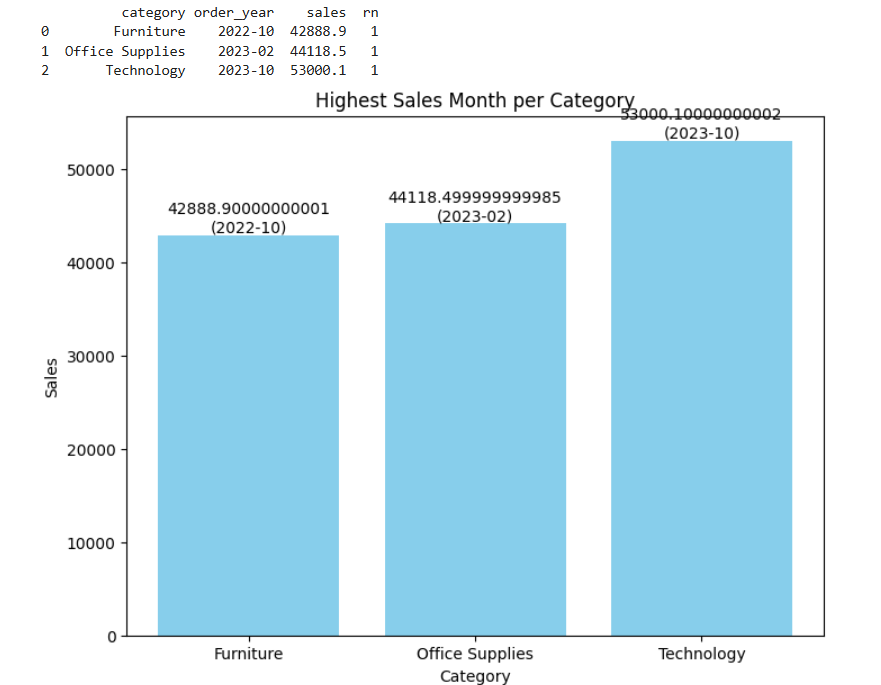 category order_year sales rn
0 Furniture 2022-10 42888.9 1
1 Office Supplies 2023-02 44118.5 1
2 Technology 2023-10 53000.1 1
Highest Sales Month per Category
53000.10000000002
(2023-10)
44118.499999999985
(2023-02)
42888.90000000001
(2022-10)
50000
40000
30000
20000
10000
0
Sales
Furniture Office Supplies Technology
Category